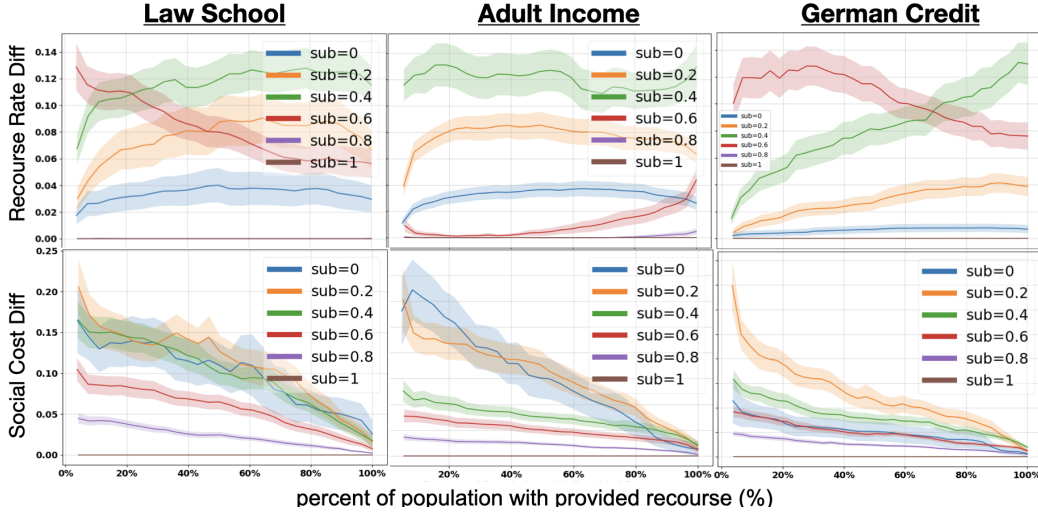 Law School
Adult Income
German Credit
Recourse Rate Diff
0.14
0.12
0.10
0.08
0.06
0.04
0.02
0.00
sub=0
sub=0.2
sub=0.4
sub=0.6
sub=0.8
sub=1
sub=0
sub=0.2
sub=0.4
sub=0.6
sub=0.8
sub=1
sub=0
sub=0.2
sub=0.4
sub=0.6
sub=0.8
sub=1
Social Cost Diff
0.25
0.20
0.15
0.10
0.05
0.00
sub=0
sub=0.2
sub=0.4
sub=0.6
sub=0.8
sub=1
sub=0
sub=0.2
sub=0.4
sub=0.6
sub=0.8
sub=1
sub=0
sub=0.2
sub=0.4
sub=0.6
sub=0.8
sub=1
0% 20% 40% 60% 80% 100%
20% 40% 60% 80% 100%
0% 20% 40% 60% 80% 100%
percent of population with provided recourse (%)